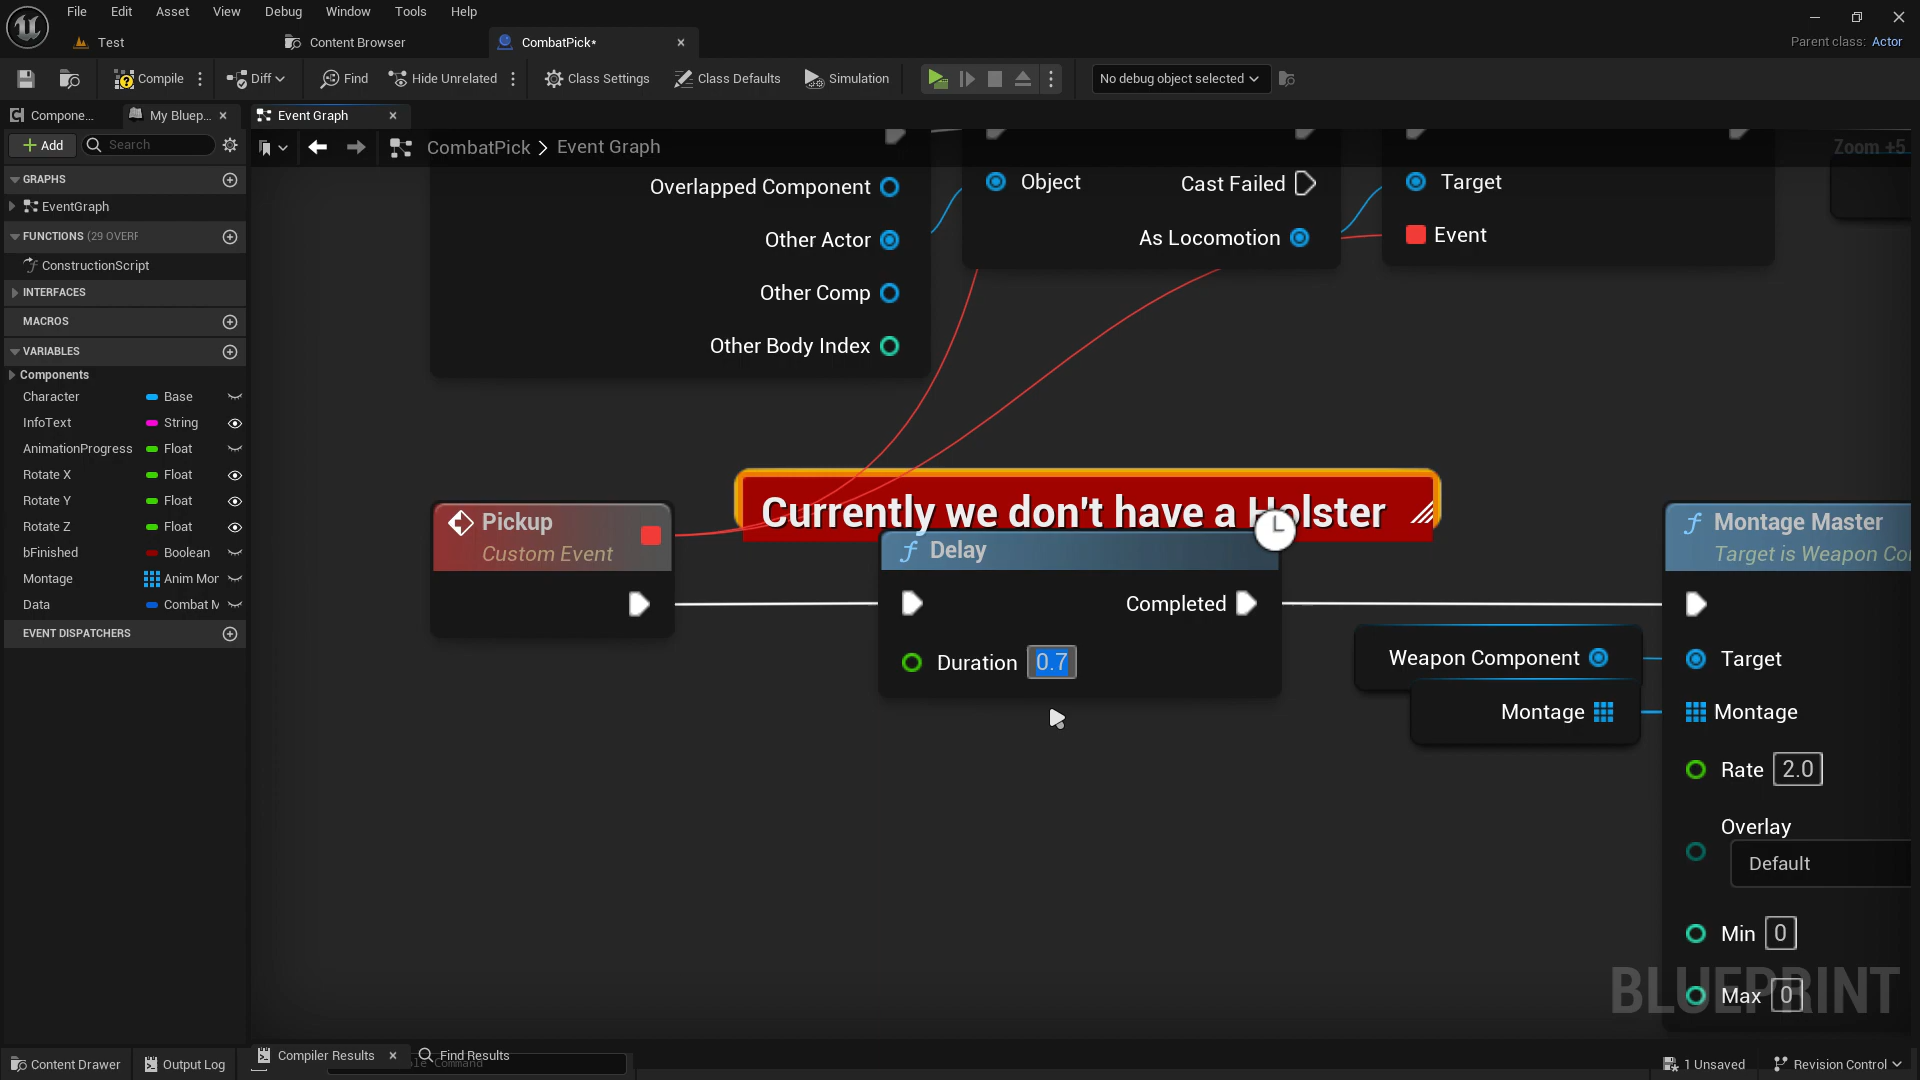 File Edit Asset View Debug Window Tools Help
Test
Content Browser
CombatPick*
Parent class: Actor
Compile
Diff
Find
Hide Unrelated
Class Settings
Class Defaults
Simulation
No debug object selected
Compone...
My Bluep...
Event Graph
Add
Search
CombatPick > Event Graph
Zoom +5
GRAPHS
EventGraph
FUNCTIONS (29 OVERR
ConstructionScript
INTERFACES
MACROS
VARIABLES
Components
Character Base
InfoText String
AnimationProgress Float
Rotate X Float
Rotate Y Float
Rotate Z Float
bFinished Boolean
Montage Anim Mor
Data Combat M
EVENT DISPATCHERS
Overlapped Component
Other Actor
Other Comp
Other Body Index
Object
Cast Failed
As Locomotion
Target
Event
Currently we don't have a Holster
Pickup
Custom Event
Delay
Completed
Duration 0.7
Weapon Component
Montage
Montage Master
Target is Weapon Co
Target
Montage
Rate 2.0
Overlay
Default
Min 0
Max 0
BLUEPRINT
Compiler Results
Find Results
Content Drawer
Output Log
1 Unsaved
Revision Control